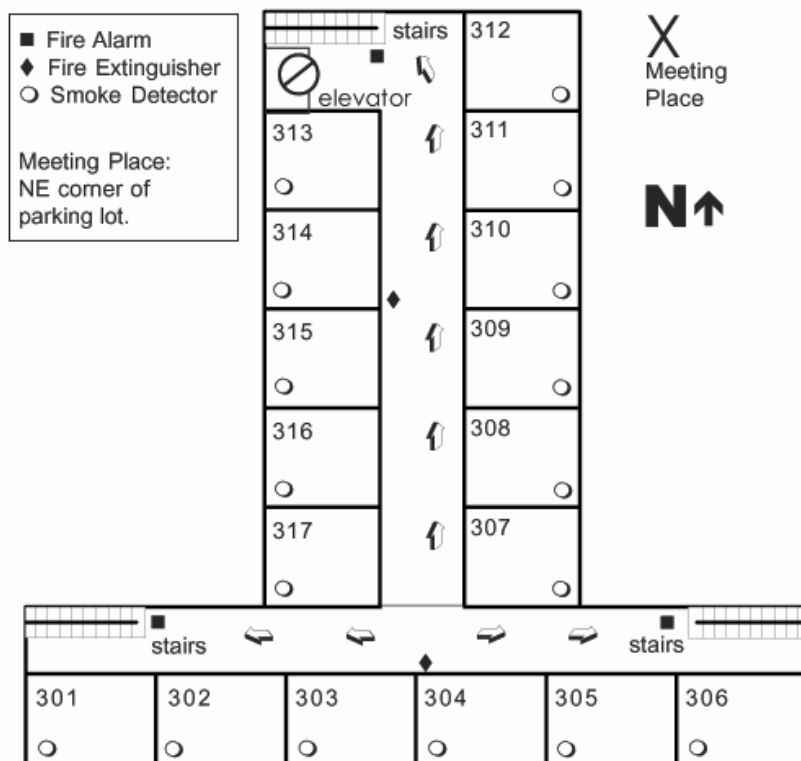 Fire Alarm
Fire Extinguisher
Smoke Detector
Meeting Place:
NE corner of
parking lot.
stairs
elevator
312
X
Meeting
Place
N
313
311
314
310
315
309
316
308
317
307
stairs
stairs
301
302
303
304
305
306